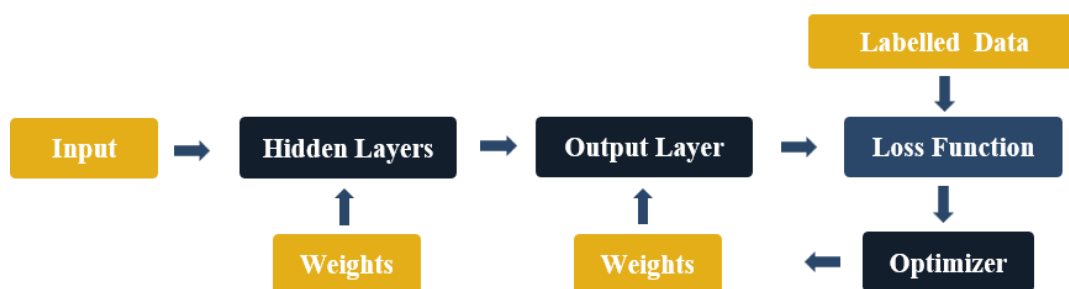 Labelled Data
Input
Hidden Layers
Output Layer
Loss Function
Weights
Weights
Optimizer